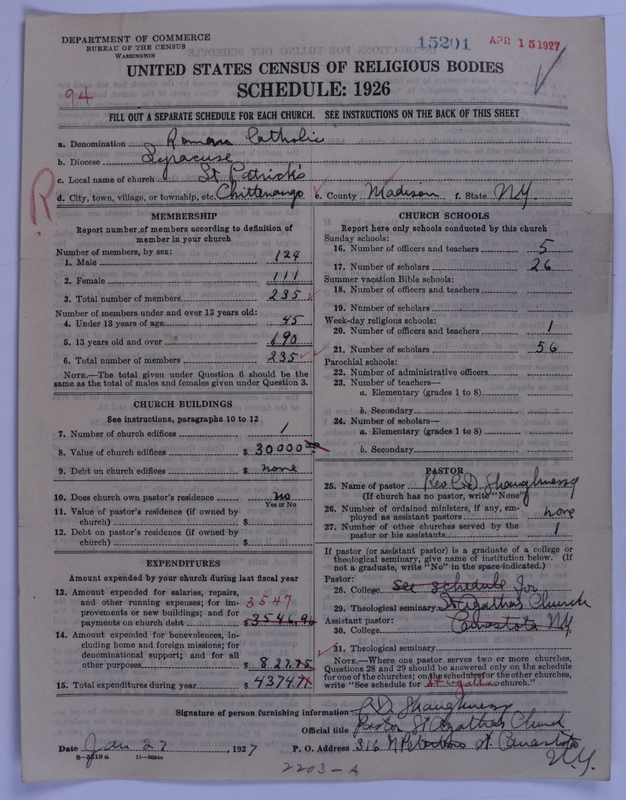 DEPARTMENT OF COMMERCE
BUREAU OF THE CENSUS
WASHINGTON
15201 APR 15 1927
94
UNITED STATES CENSUS OF RELIGIOUS BODIES
SCHEDULE: 1926
FILL OUT A SEPARATE SCHEDULE FOR EACH CHURCH. SEE INSTRUCTIONS ON THE BACK OF THIS SHEET
a. Denomination Roman Catholic
b. Diocese Syracuse
c. Local name of church St. Patrick's
d. City, town, village, or township, etc. Chittenango e. County Madison f. State N.Y.
R
MEMBERSHIP
Report number of members according to definition of member in your church
Number of members, by sex:
1. Male 124
2. Female 111
3. Total number of members 235
Number of members under and over 13 years old:
4. Under 13 years of age 45
5. 13 years old and over 190
6. Total number of members 235
NOTE.—The total given under Question 6 should be the
same as the total of males and females given under Question 3.
CHURCH BUILDINGS
See instructions, paragraphs 10 to 12
7. Number of church edifices 1
8. Value of church edifices $ 30000 00
9. Debt on church edifices $ none
10. Does church own pastor's residence no
Yes or No
11. Value of pastor's residence (if owned by
church) $
12. Debt on pastor's residence (if owned by
church) $
EXPENDITURES
Amount expended by your church during last fiscal year
13. Amount expended for salaries, repairs,
and other running expenses; for im-
provements or new buildings; and for
payments on church debt 3547 $ 3546.96
14. Amount expended for benevolences, in-
cluding home and foreign missions; for
denominational support; and for all
other purposes $ 827.75
15. Total expenditures during year $ 4374.71
CHURCH SCHOOLS
Report here only schools conducted by this church
Sunday schools:
16. Number of officers and teachers 5
17. Number of scholars 26
Summer vacation Bible schools:
18. Number of officers and teachers
19. Number of scholars
Week-day religious schools:
20. Number of officers and teachers 1
21. Number of scholars 56
Parochial schools:
22. Number of administrative officers
23. Number of teachers—
a. Elementary (grades 1 to 8)
b. Secondary
24. Number of scholars—
a. Elementary (grades 1 to 8)
b. Secondary
PASTOR
25. Name of pastor Rev. C. D. Shaughnessy
(If church has no pastor, write "None")
26. Number of ordained ministers, if any, em-
ployed as assistant pastors none
27. Number of other churches served by the
pastor or his assistants 1
If pastor (or assistant pastor) is a graduate of a college or
theological seminary, give name of institution below. (If
not a graduate, write "No" in the space indicated.)
Pastor:
28. College See schedule for
29. Theological seminary St Agatha's Church
Assistant pastor:
30. College Canastota N.Y.
31. Theological seminary
NOTE.—Where one pastor serves two or more churches,
Questions 28 and 29 should be answered only on the schedule
for one of the churches; on the schedules for the other churches,
write "See schedule for St Agathas church."
Signature of person furnishing information C D Shaughnessy
Official title Pastor St Agathas Church
Date Jan 27, 1927 P. O. Address 316 N Peterboro St. Canastota
N.Y.
2203-A